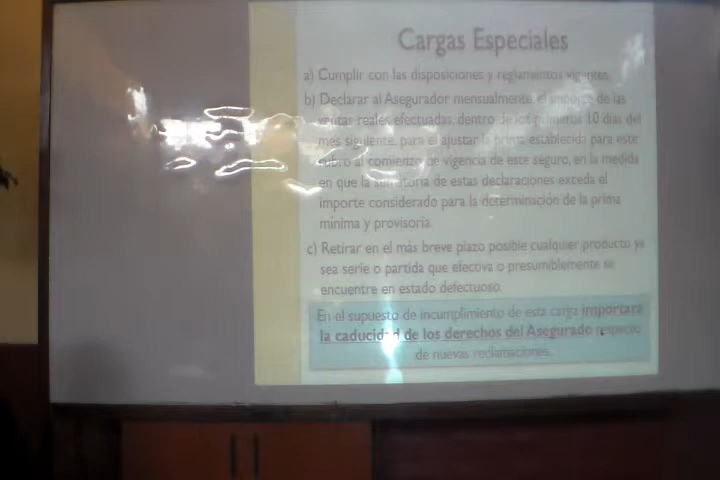 Cargas Especiales
a) Cumplir con las disposiciones y reglamentos vigentes.
b) Declarar al Asegurador mensualmente, el importe de las
ventas reales efectuadas, dentro de los primeros 10 días del
mes siguiente, para el ajustar la prima establecida para este
rubro al comienzo de vigencia de este seguro, en la medida
en que la sumatoria de estas declaraciones exceda el
importe considerado para la determinación de la prima
mínima y provisoria.
c) Retirar en el más breve plazo posible cualquier producto ya
sea serie o partida que efectiva o presumiblemente se
encuentre en estado defectuoso.
En el supuesto de incumplimiento de esta carga importará
la caducidad de los derechos del Asegurado respecto
de nuevas reclamaciones.